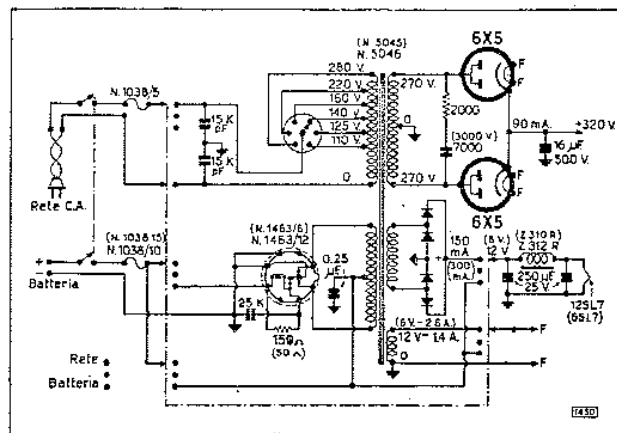 6X5
(N. 5045)
N. 5046
N. 1038/5
280 V.
220 V.
160 V.
140 V.
125 V.
110 V.
0
270 V.
0
270 V.
2000
(3000 V)
7000
F
F
90 mA.
+320 V.
16 µF
500 V.
15 K
pF
15 K
pF
Rete C.A.
F
F
6X5
(N. 1038 15)
N. 1038/10
+
−
Batteria
(N. 1463/6)
N. 1463/12
0.25
µF
25 K
150 Ω
(50 Ω)
150
mA
(300)
mA
(6 V.)
12 V.
(Z.310 R)
Z.312 R
250 µF
25 V.
12SL7
(6SL7)
(6 V - 2.8 A.)
12 V - 1.4 A.
0
F
F
Rete
Batteria
1450